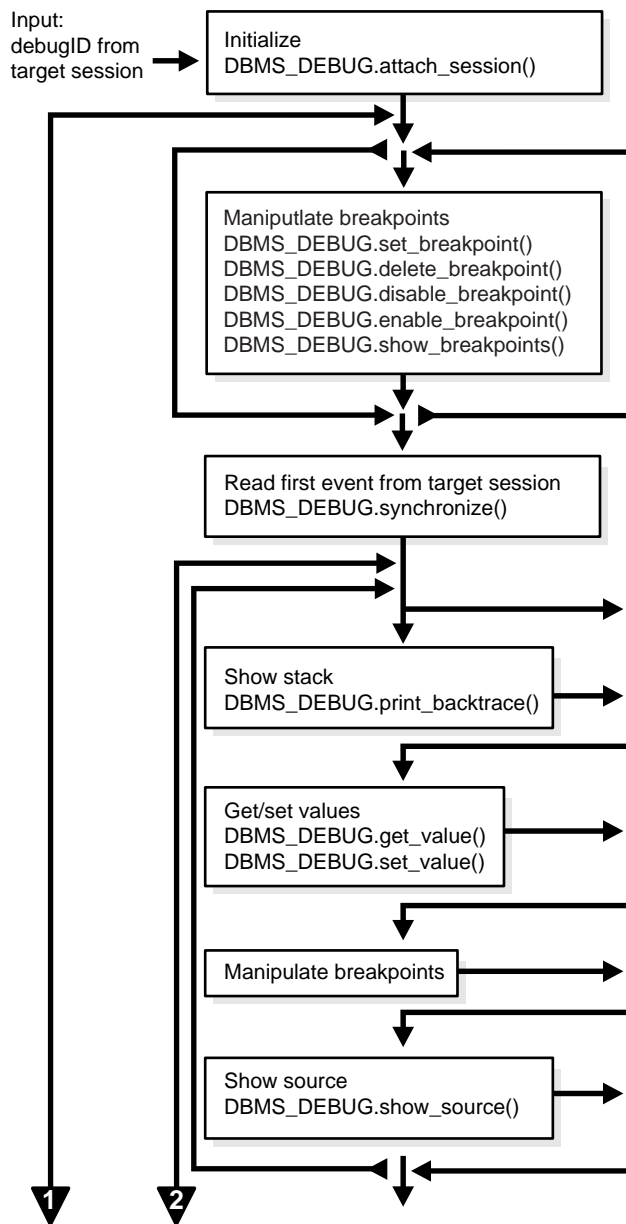 Input:
debugID from
target session
Initialize
DBMS_DEBUG.attach_session()
Maniputlate breakpoints
DBMS_DEBUG.set_breakpoint()
DBMS_DEBUG.delete_breakpoint()
DBMS_DEBUG.disable_breakpoint()
DBMS_DEBUG.enable_breakpoint()
DBMS_DEBUG.show_breakpoints()
Read first event from target session
DBMS_DEBUG.synchronize()
Show stack
DBMS_DEBUG.print_backtrace()
Get/set values
DBMS_DEBUG.get_value()
DBMS_DEBUG.set_value()
Manipulate breakpoints
Show source
DBMS_DEBUG.show_source()
1
2